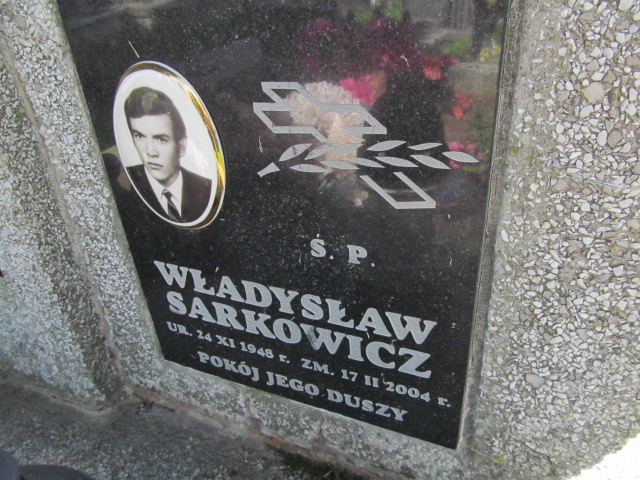 Ś. P.
WŁADYSŁAW
SARKOWICZ
UR. 24 XI 1948 r. ZM. 17 II 2004 r.
POKÓJ JEGO DUSZY